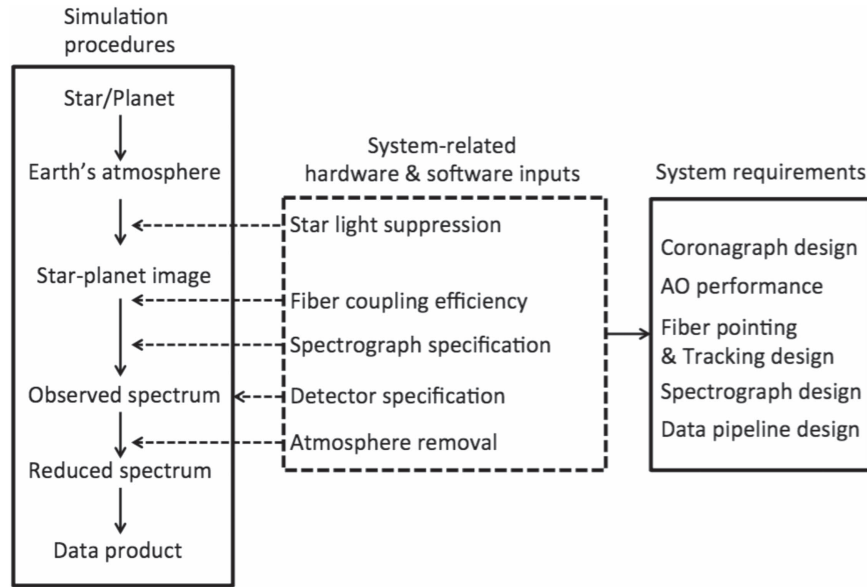 Simulation
procedures
Star/Planet
Earth's atmosphere
Star-planet image
Observed spectrum
Reduced spectrum
Data product
System-related
hardware & software inputs
Star light suppression
Fiber coupling efficiency
Spectrograph specification
Detector specification
Atmosphere removal
System requirements
Coronagraph design
AO performance
Fiber pointing
& Tracking design
Spectrograph design
Data pipeline design